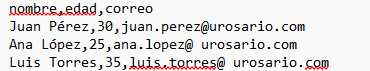 nombre,edad,correo
Juan Pérez,30,juan.perez@urosario.com
Ana López,25,ana.lopez@ urosario.com
Luis Torres,35,luis.torres@ urosario.com